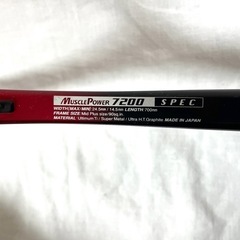 MUSCLEPOWER 7200 SPEC
WIDTH(MAX/MIN) 24.5mm / 14.5mm LENGTH 700mm
FRAME SIZE: Mid Plus size/90sq.in.
MATERIAL Ultimum Ti / Super Metal / Ultra H.T Graphite MADE IN JAPAN